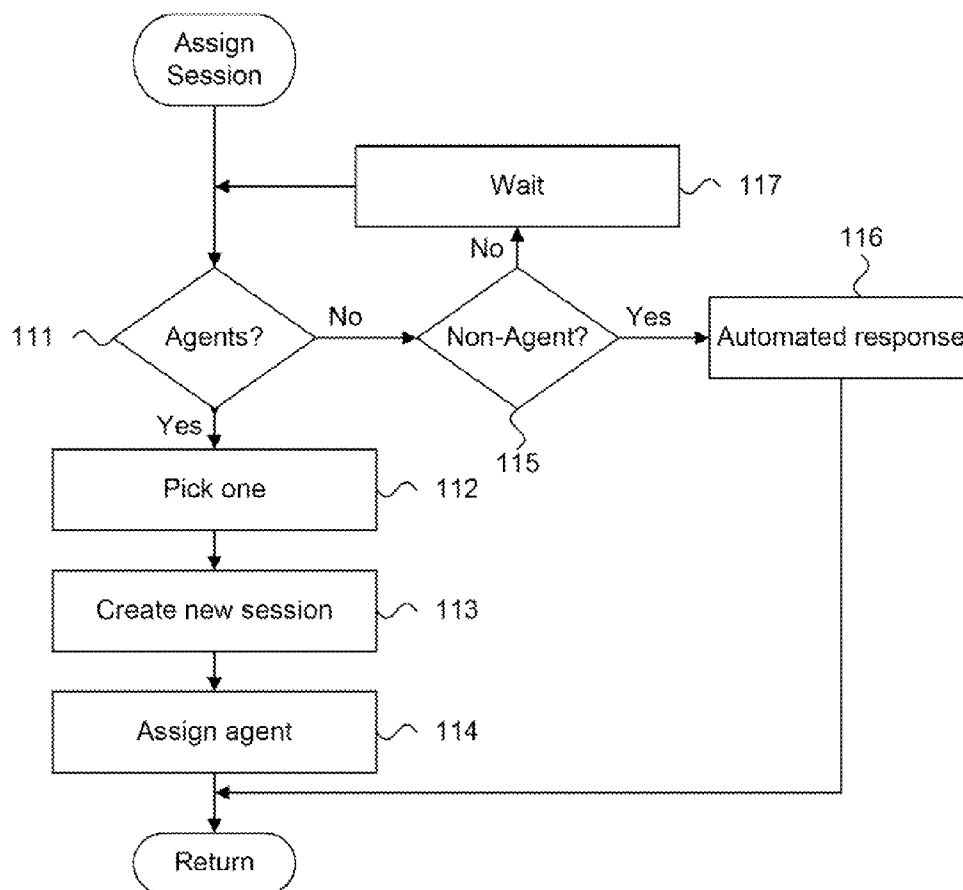 Assign
Session
Wait
117
No
116
111
Agents?
No
Non-Agent?
Yes
Automated response
Yes
115
Pick one
112
Create new session
113
Assign agent
114
Return